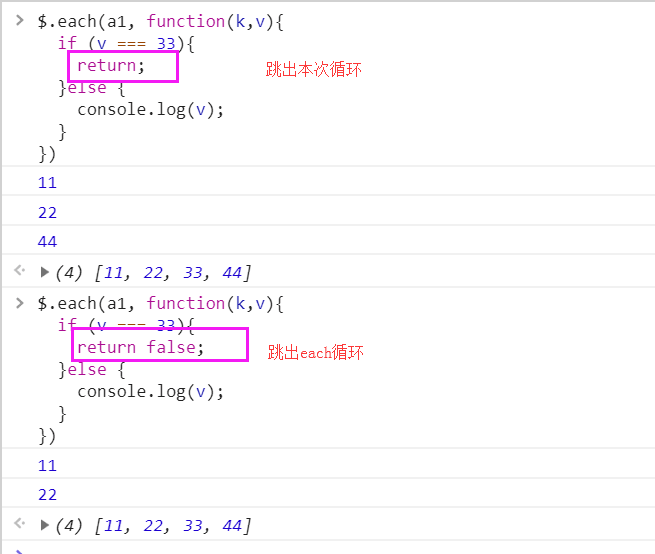 > $.each(a1, function(k,v){
if (v === 33){
return; 跳出本次循环
}else {
console.log(v);
}
})
11
22
44
(4) [11, 22, 33, 44]
> $.each(a1, function(k,v){
if (v === 33){
return false; 跳出each循环
}else {
console.log(v);
}
})
11
22
(4) [11, 22, 33, 44]